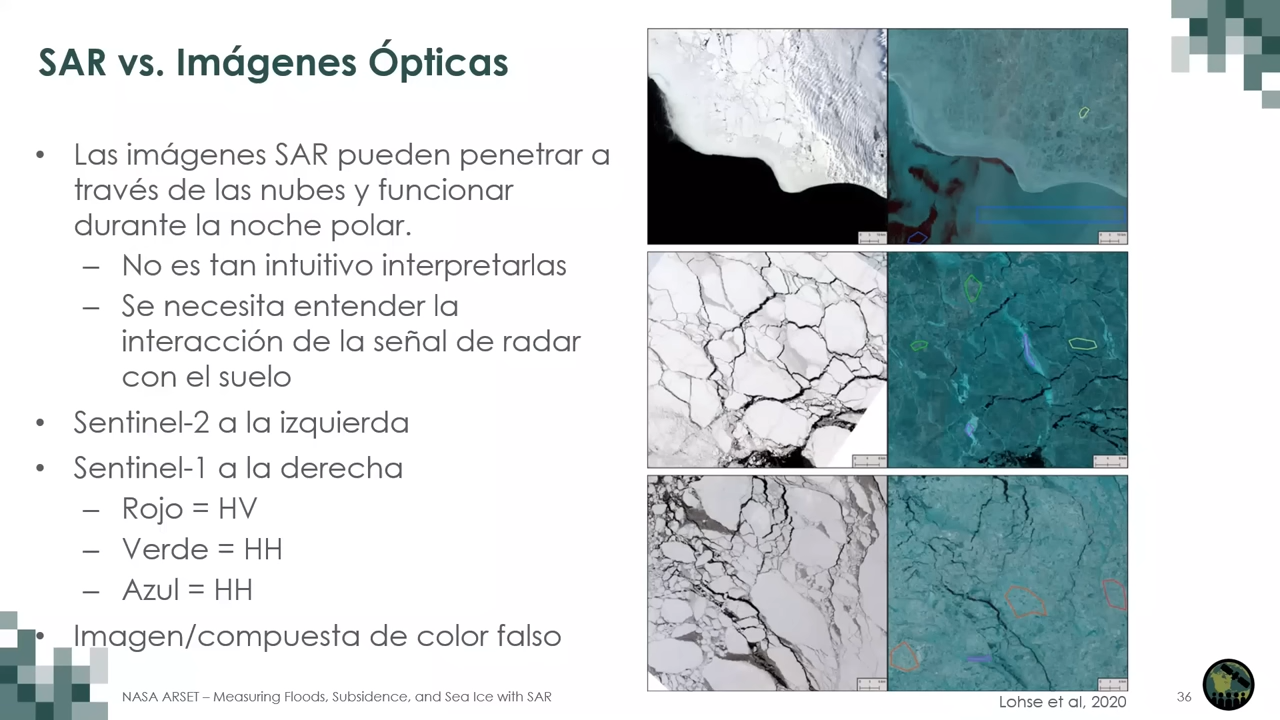 SAR vs. Imágenes Ópticas
• Las imágenes SAR pueden penetrar a
través de las nubes y funcionar
durante la noche polar.
– No es tan intuitivo interpretarlas
– Se necesita entender la
interacción de la señal de radar
con el suelo
• Sentinel-2 a la izquierda
• Sentinel-1 a la derecha
– Rojo = HV
– Verde = HH
– Azul = HH
• Imagen/compuesta de color falso
NASA ARSET – Measuring Floods, Subsidence, and Sea Ice with SAR
Lohse et al, 2020
36